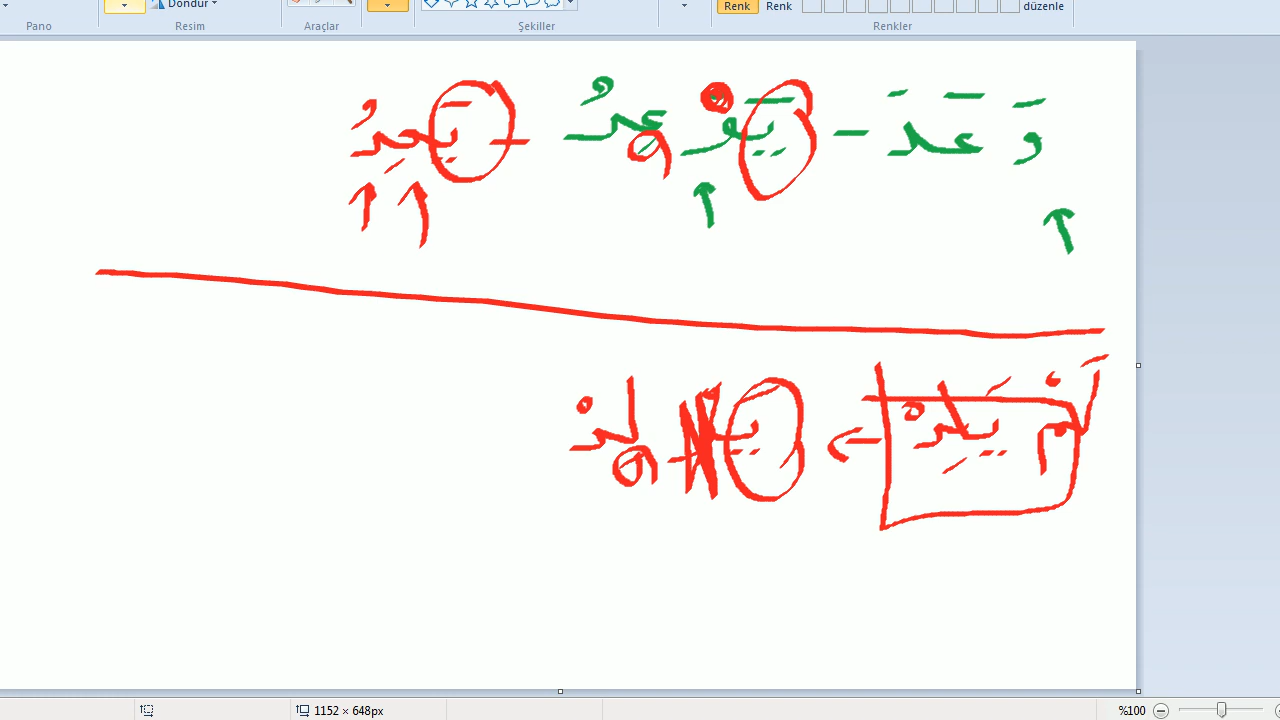 Döndür
Pano Resim Araçlar Şekiller Renk Renk düzenle
Renkler
وَعَدَ - يَوْعِدُ - يَعِدُ
لَمْ يَلِدْ ← يَـ لِدْ
1152 × 648px %100